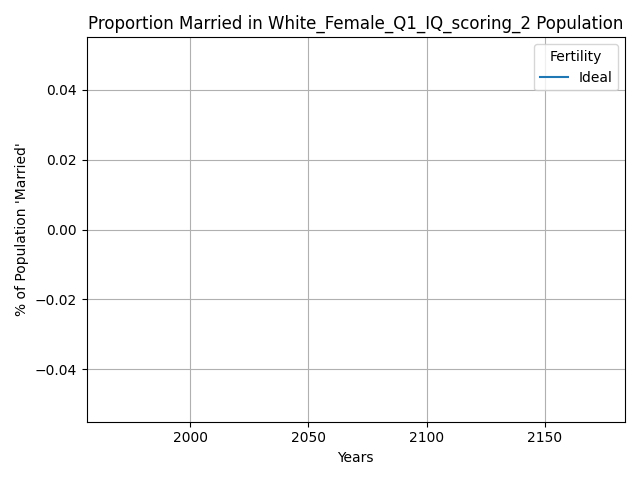 Proportion Married in White_Female_Q1_IQ_scoring_2 Population
Fertility
Ideal
% of Population 'Married'
0.04
0.02
0.00
−0.02
−0.04
2000 2050 2100 2150
Years